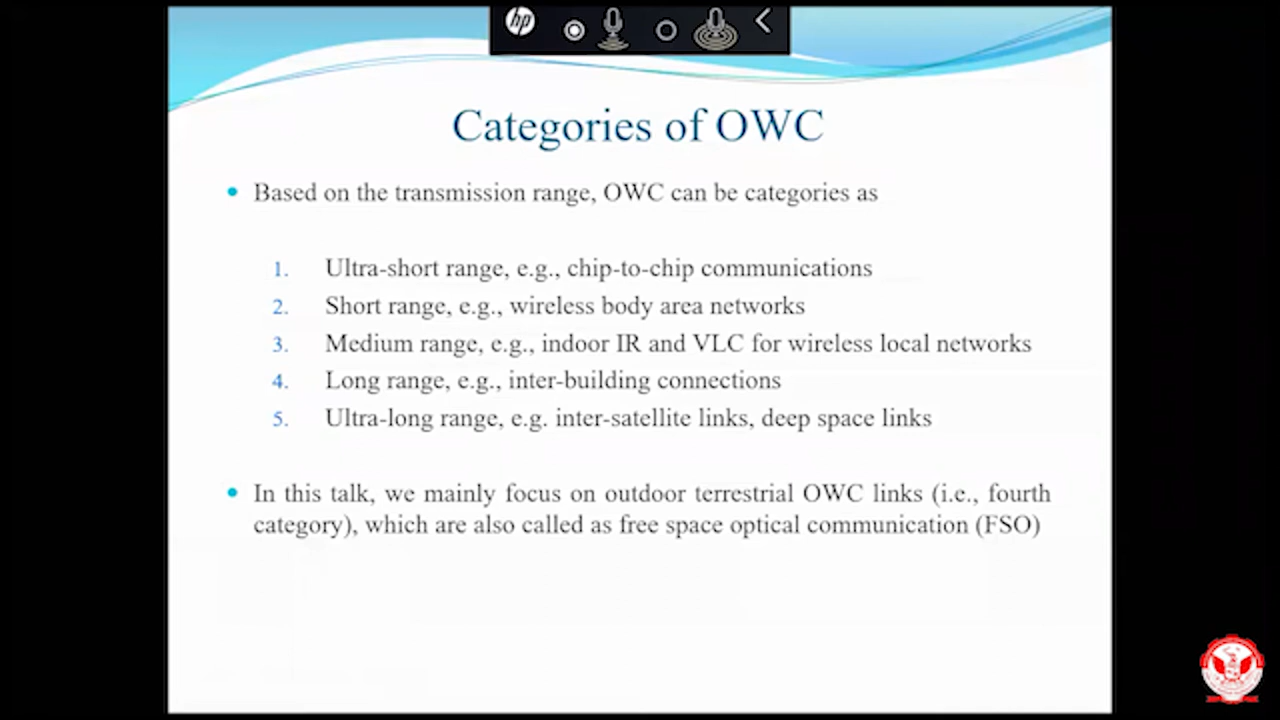 hp
Categories of OWC
• Based on the transmission range, OWC can be categories as
1. Ultra-short range, e.g., chip-to-chip communications
2. Short range, e.g., wireless body area networks
3. Medium range, e.g., indoor IR and VLC for wireless local networks
4. Long range, e.g., inter-building connections
5. Ultra-long range, e.g. inter-satellite links, deep space links
• In this talk, we mainly focus on outdoor terrestrial OWC links (i.e., fourth
category), which are also called as free space optical communication (FSO)